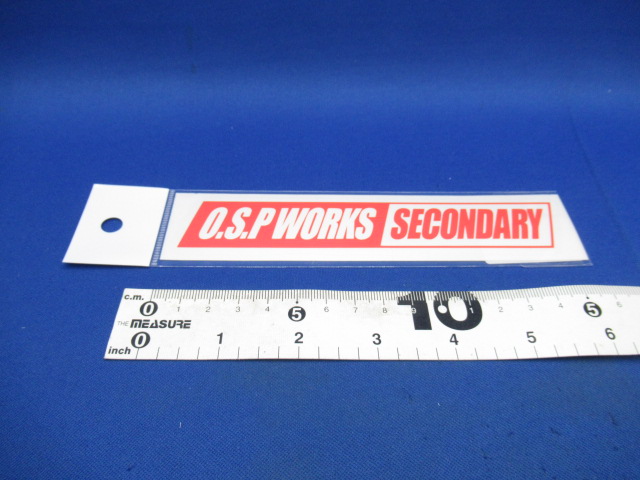 O.S.P WORKS SECONDARY
c.m. 0 1 2 3 4 5 6 7 8 9 10 1 2 3 4 5
THE MEASURE
inch 0 1 2 3 4 5 6